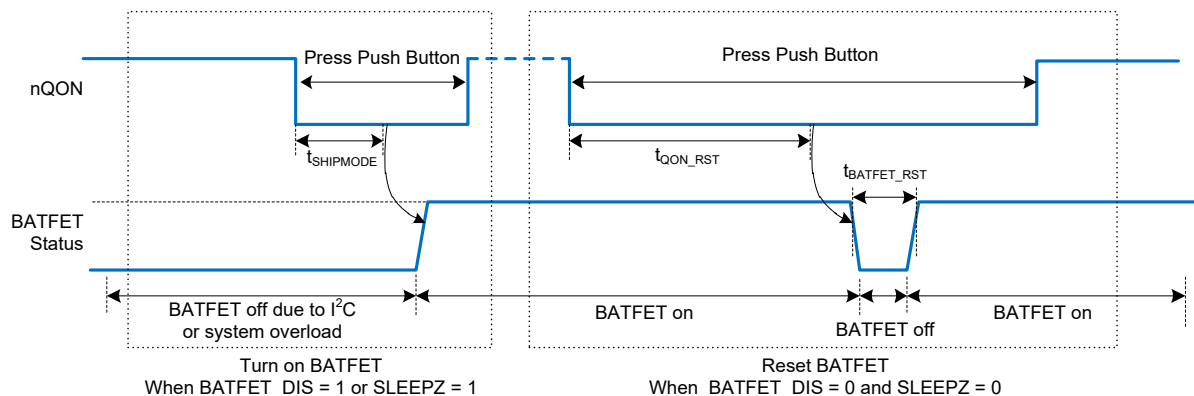 Press Push Button
Press Push Button
nQON
tSHIPMODE
tQON_RST
tBATFET_RST
BATFET
Status
BATFET off due to I²C
or system overload
BATFET on
BATFET off
BATFET on
Turn on BATFET
When BATFET DIS = 1 or SLEEPZ = 1
Reset BATFET
When BATFET DIS = 0 and SLEEPZ = 0